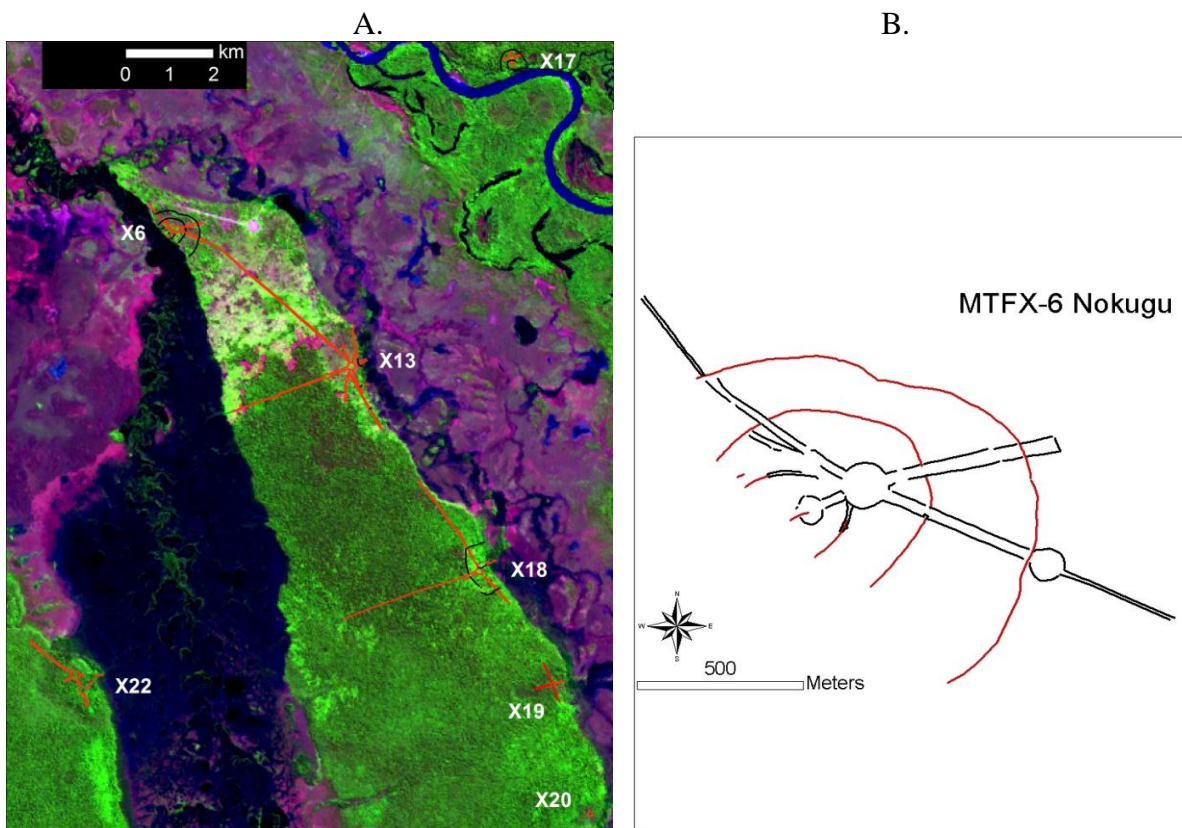 A.
B.
km
0 1 2
X17
X6
X13
X18
X22
X19
X20
MTFX-6 Nokugu
N
W E
S
500
Meters